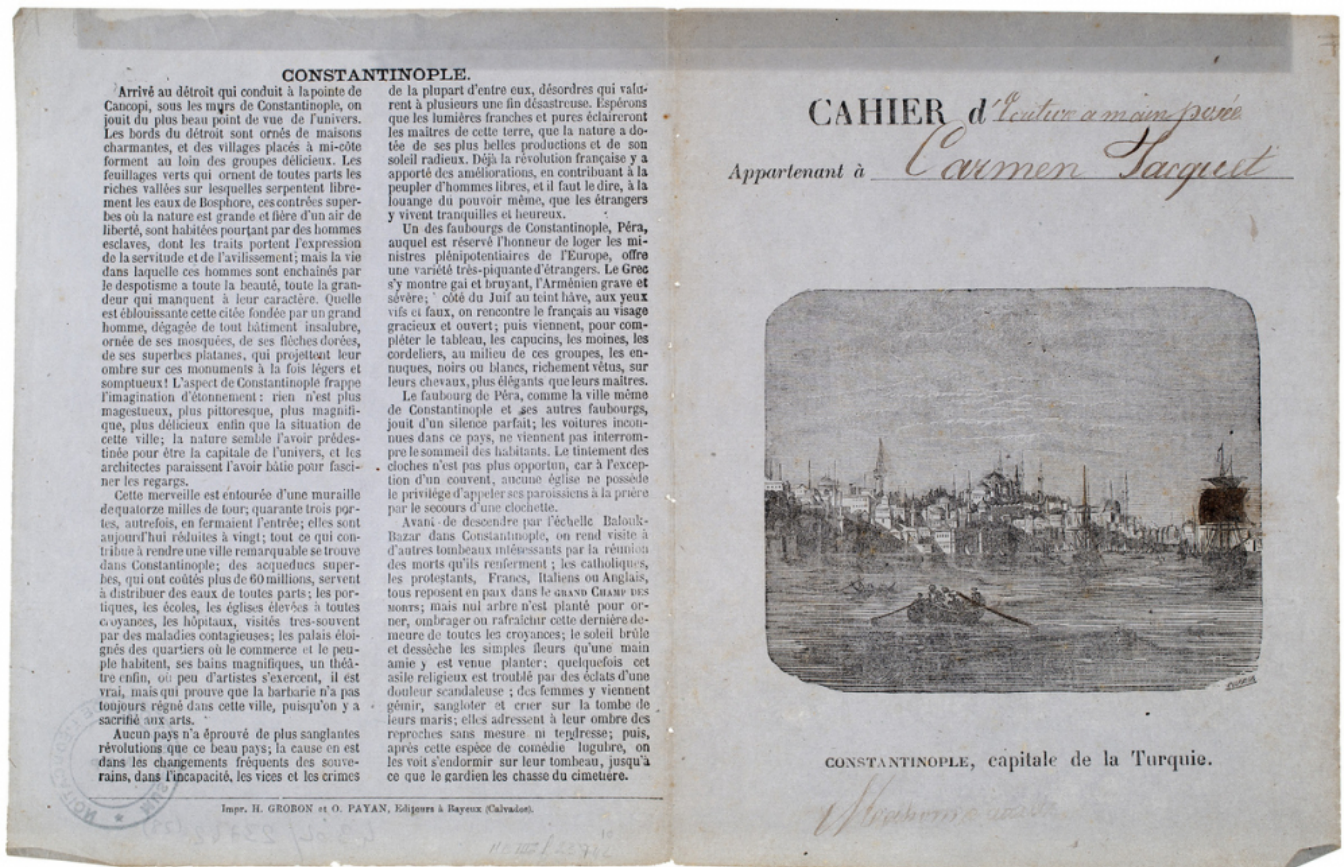 CONSTANTINOPLE.
Arrivé au détroit qui conduit à lapointe de
Cancopi, sous les murs de Constantinople, on
jouit du plus beau point de vue de l'univers.
Les bords du détroit sont ornés de maisons
charmantes, et des villages placés à mi-côte
forment au loin des groupes délicieux. Les
feuillages verts qui ornent de toutes parts les
riches vallées sur lesquelles serpentent libre-
ment les eaux de Bosphore, ces contrées super-
bes où la nature est grande et fière d'un air de
liberté, sont habitées pourtant par des hommes
esclaves, dont les traits portent l'expression
de la servitude et de l'avilissement; mais la vie
dans laquelle ces hommes sont enchainés par
le despotisme a toute la beauté, toute la gran-
deur qui manquent à leur caractère. Quelle
est éblouissante cette citée fondée par un grand
homme, dégagée de tout bâtiment insalubre,
ornée de ses mosquées, de ses flèches dorées,
de ses superbes platanes, qui projettent leur
ombre sur ces monuments à la fois légers et
somptueux! L'aspect de Constantinople frappe
l'imagination d'étonnement: rien n'est plus
magestueux, plus pittoresque, plus magnifi-
que, plus délicieux enfin que la situation de
cette ville; la nature semble l'avoir prédes-
tinée pour être la capitale de l'univers, et les
architectes paraissent l'avoir bâtie pour fasci-
ner les regargs.
Cette merveille est entourée d'une muraille
dequatorze milles de tour; quarante trois por-
tes, autrefois, en fermaient l'entrée; elles sont
aujourd'hui réduites à vingt; tout ce qui con-
tribue à rendre une ville remarquable se trouve
dans Constantinople; des acqueducs super-
bes, qui ont coûtés plus de 60 millions, servent
à distribuer des eaux de toutes parts; les por-
tiques, les écoles, les églises élevées à toutes
croyances, les hôpitaux, visités tres-souvent
par des maladies contagieuses; les palais éloi-
gnés des quartiers où le commerce et le peu-
ple habitent, ses bains magnifiques, un théâ-
tre enfin, où peu d'artistes s'exercent, il est
vrai, mais qui prouve que la barbarie n'a pas
toujours régné dans cette ville, puisqu'on y a
sacrifié aux arts.
Aucun pays n'a éprouvé de plus sanglantes
révolutions que ce beau pays; la cause en est
dans les changements fréquents des souve-
rains, dans l'incapacité, les vices et les crimes
de la plupart d'entre eux, désordres qui valu-
rent à plusieurs une fin désastreuse. Espérons
que les lumières franches et pures éclaireront
les maîtres de cette terre, que la nature a do-
tée de ses plus belles productions et de son
soleil radieux. Déjà la révolution française y a
apporté des améliorations, en contribuant à la
peupler d'hommes libres, et il faut le dire, à la
louange du pouvoir même, que les étrangers
y vivent tranquilles et heureux.
Un des faubourgs de Constantinople, Péra,
auquel est réservé l'honneur de loger les mi-
nistres plénipotentiaires de l'Europe, offre
une variété très-piquante d'étrangers. Le Grec
s'y montre gai et bruyant, l'Arménien grave et
sévère; côté du Juif au teint hâve, aux yeux
vifs et faux, on rencontre le français au visage
gracieux et ouvert; puis viennent, pour com-
pléter le tableau, les capucins, les moines, les
cordeliers, au milieu de ces groupes, les en-
nuques, noirs ou blancs, richement vêtus, sur
leurs chevaux, plus élégants que leurs maîtres.
Le faubourg de Péra, comme la ville même
de Constantinople et ses autres faubourgs,
jouit d'un silence parfait; les voitures incon-
nues dans ce pays, ne viennent pas interrom-
pre le sommeil des habitants. Le tintement des
cloches n'est pas plus opportun, car à l'excep-
tion d'un couvent, aucune église ne possède
le privilège d'appeler ses paroissiens à la prière
par le secours d'une clochette.
Avant de descendre par l'échelle Balouk-
Bazar dans Constantinople, on rend visite à
d'autres tombeaux intéressants par la réunion
des morts qu'ils renferment; les catholiques,
les protestants, Francs, Italiens ou Anglais,
tous reposent en paix dans le GRAND CHAMP DES
MORTS; mais nul arbre n'est planté pour or-
ner, ombrager ou rafraîchir cette dernière de-
meure de toutes les croyances; le soleil brûle
et dessèche les simples fleurs qu'une main
amie y est venue planter: quelquefois cet
asile religieux est troublé par des éclats d'une
douleur scandaleuse; des femmes y viennent
gémir, sangloter et crier sur la tombe de
leurs maris; elles adressent à leur ombre des
reproches sans mesure ni tendresse; puis,
après cette espèce de comédie lugubre, on
les voit s'endormir sur leur tombeau, jusqu'à
ce que le gardien les chasse du cimetière.
Impr. H. GROBON et O. PAYAN, Editeurs à Bayeux (Calvados).
CAHIER d' a main posée
Appartenant à Carmen Jacquet
CONSTANTINOPLE, capitale de la Turquie.